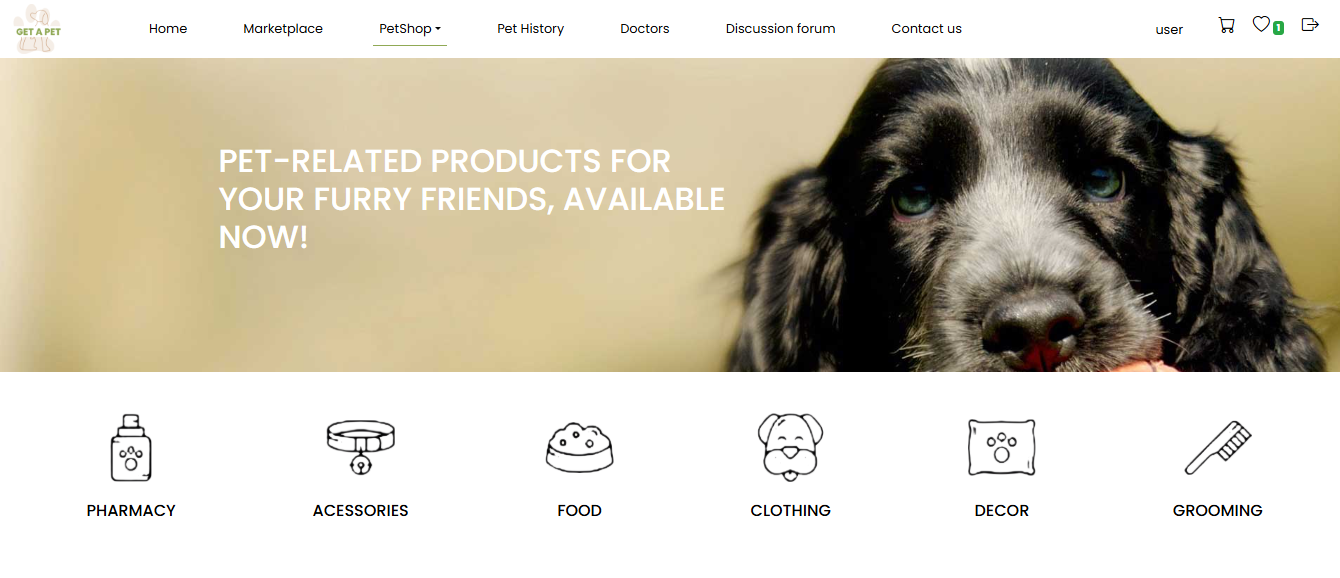 GET A PET
Home Marketplace PetShop Pet History Doctors Discussion forum Contact us user 1
PET-RELATED PRODUCTS FOR
YOUR FURRY FRIENDS, AVAILABLE
NOW!
PHARMACY ACESSORIES FOOD CLOTHING DECOR GROOMING